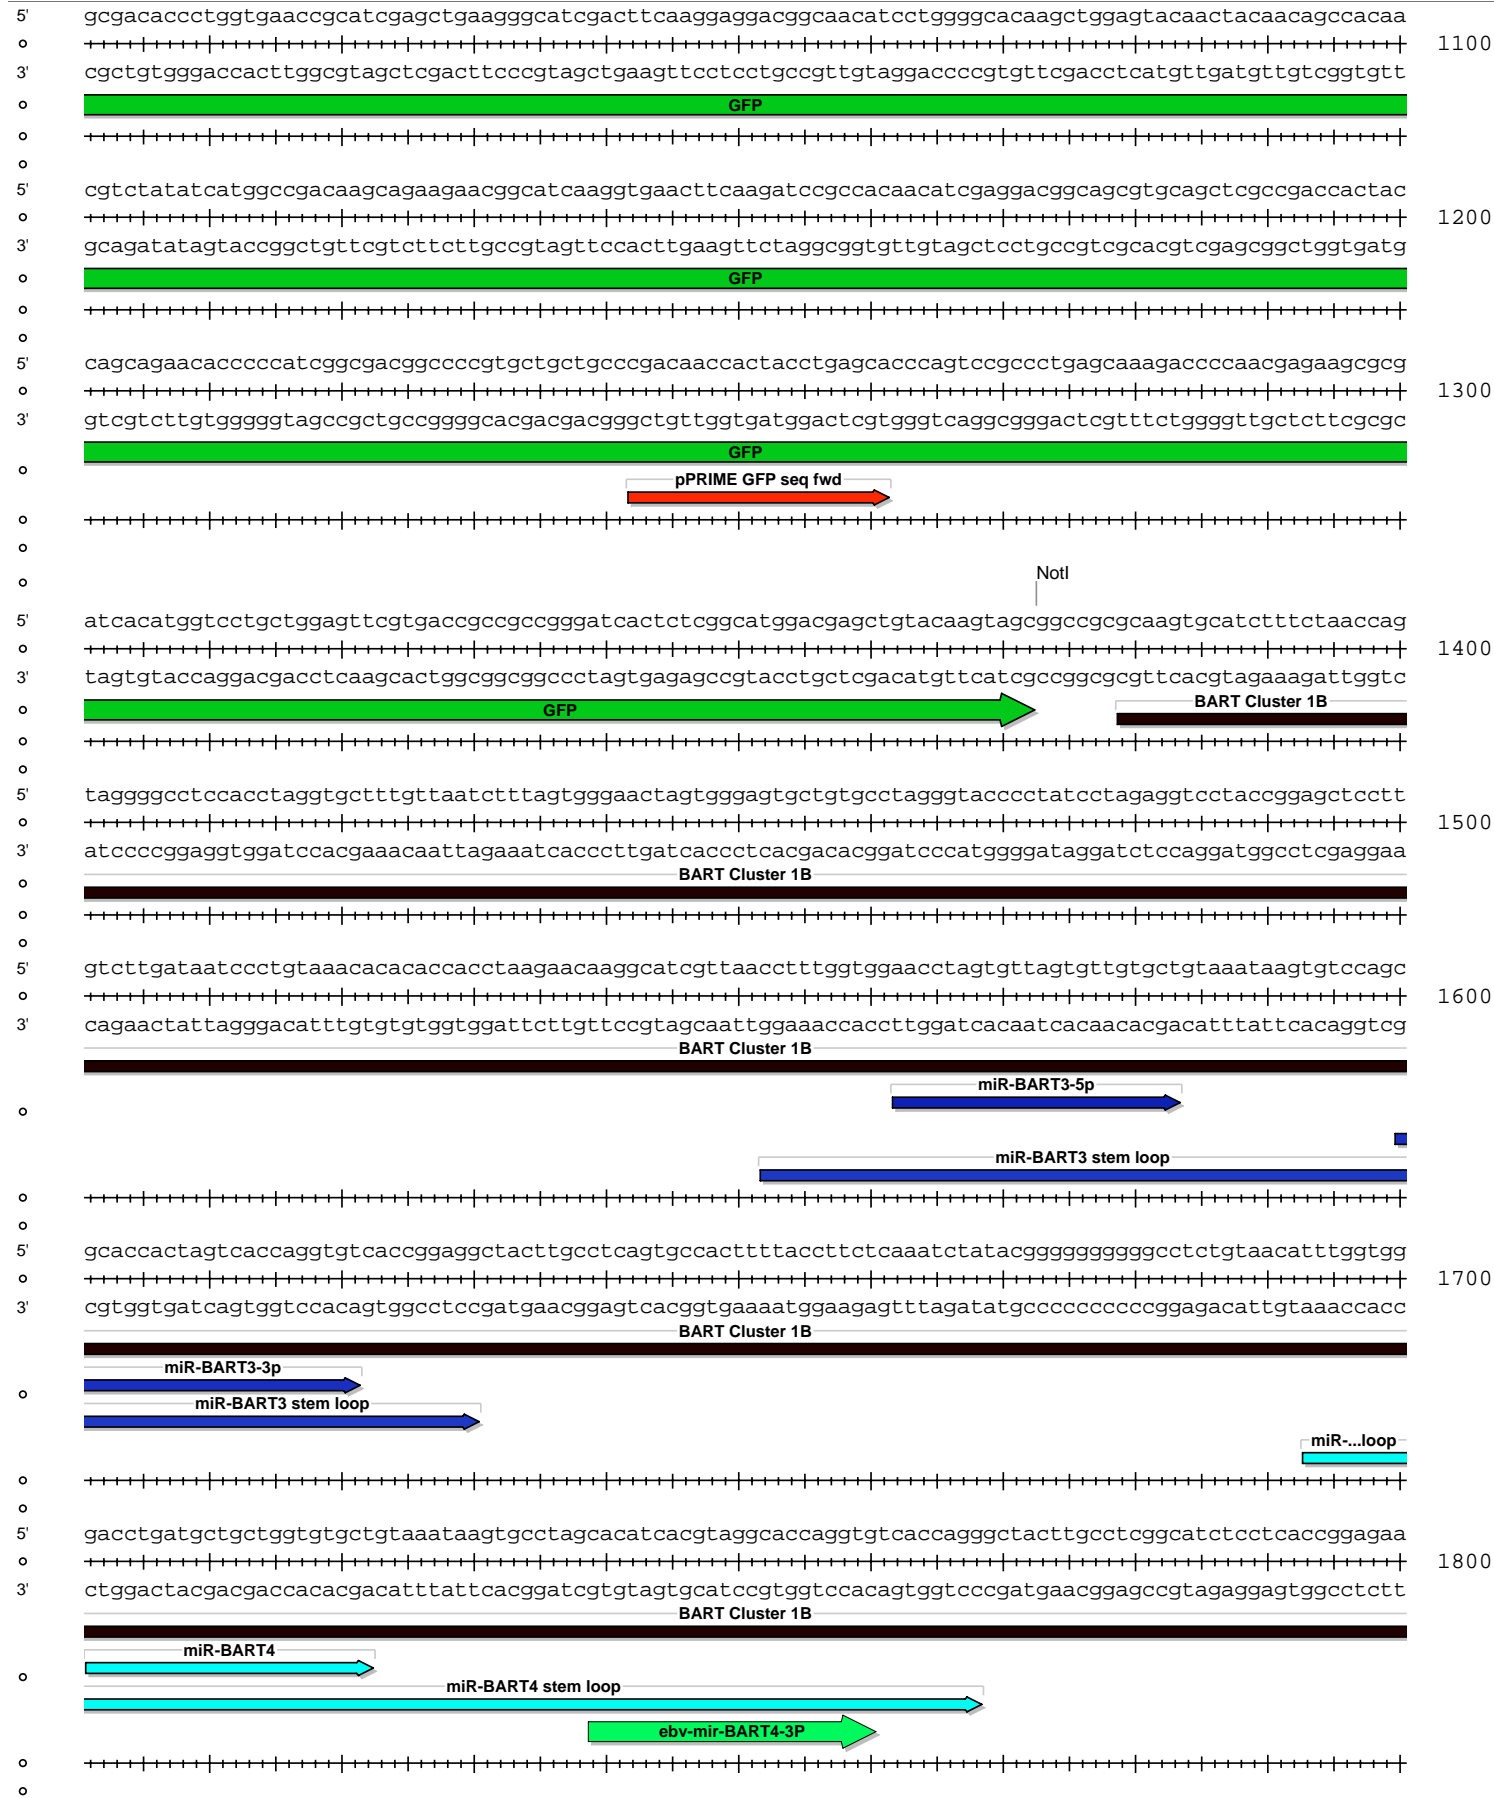 5' gcgacaccctggtgaaccgcatcgagctgaagggcatcgacttcaaggaggacggcaacatcctggggcacaagctggagtacaactacaacagccacaa
1100
3' cgctgtgggaccacttggcgtagctcgacttcccgtagctgaagttcctcctgccgttgtaggaccccgtgttcgacctcatgttgatgttgtcggtgtt
GFP
5' cgtctatatcatggccgacaagcagaagaacggcatcaaggtgaacttcaagatccgccacaacatcgaggacggcagcgtgcagctcgccgaccactac
1200
3' gcagatatagtaccggctgttcgtcttcttgccgtagttccacttgaagttctaggcggtgttgtagctcctgccgtcgcacgtcgagcggctggtgatg
GFP
5' cagcagaacacccccatcggcgacggccccgtgctgctgcccgacaaccactacctgagcacccagtccgccctgagcaaagaccccaacgagaagcgcg
1300
3' gtcgtcttgtgggggtagccgctgccggggcacgacgacgggctgttggtgatggactcgtgggtcaggcgggactcgtttctggggttgctcttcgcgc
GFP
pPRIME GFP seq fwd
NotI
5' atcacatggtcctgctggagttcgtgaccgccgccgggatcactctcggcatggacgagctgtacaagtagcggccgcgcaagtgcatctttctaaccag
1400
3' tagtgtaccaggacgacctcaagcactggcggcggccctagtgagagccgtacctgctcgacatgttcatcgccggcgcgttcacgtagaaagattggtc
GFP
BART Cluster 1B
5' taggggcctccacctaggtgctttgttaatctttagtgggaactagtgggagtgctgtgcctagggtacccctatcctagaggtcctaccggagctcctt
1500
3' atccccggaggtggatccacgaaacaattagaaatcacccttgatcaccctcacgacacggatcccatggggataggatctccaggatggcctcgaggaa
BART Cluster 1B
5' gtcttgataatccctgtaaacacacaccacctaagaacaaggcatcgttaacctttggtggaacctagtgttagtgttgtgctgtaaataagtgtccagc
1600
3' cagaactattagggacatttgtgtgtggtggattcttgttccgtagcaattggaaaccaccttggatcacaatcacaacacgacatttattcacaggtcg
BART Cluster 1B
miR-BART3-5p
miR-BART3 stem loop
5' gcaccactagtcaccaggtgtcaccggaggctacttgcctcagtgccacttttaccttctcaaatctatacggggggggggcctctgtaacatttggtgg
1700
3' cgtggtgatcagtggtccacagtggcctccgatgaacggagtcacggtgaaaatggaagagtttagatatgccccccccccggagacattgtaaaccacc
BART Cluster 1B
miR-BART3-3p
miR-BART3 stem loop
miR-...loop
5' gacctgatgctgctggtgtgctgtaaataagtgcctagcacatcacgtaggcaccaggtgtcaccagggctacttgcctcggcatctcctcaccggagaa
1800
3' ctggactacgacgaccacacgacatttattcacggatcgtgtagtgcatccgtggtccacagtggtcccgatgaacggagccgtagaggagtggcctctt
BART Cluster 1B
miR-BART4
miR-BART4 stem loop
ebv-mir-BART4-3P